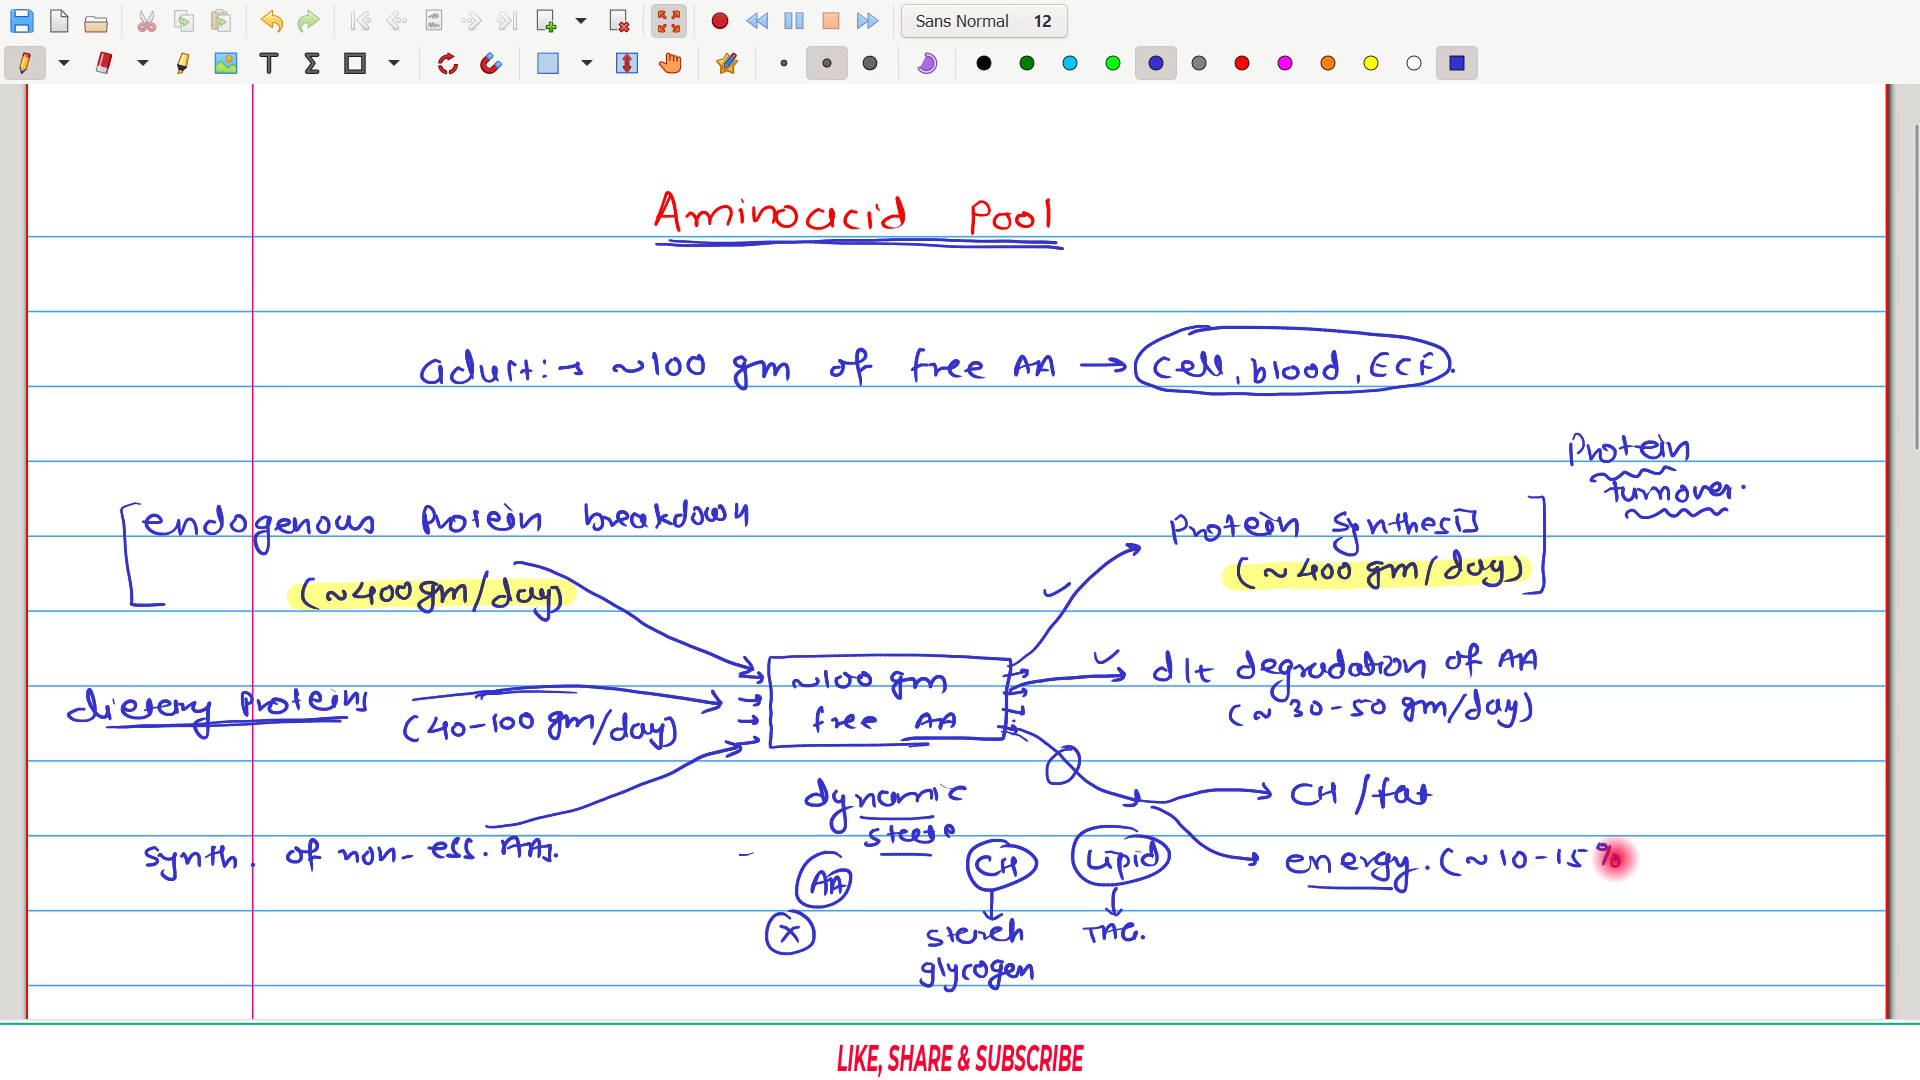 Sans Normal 12
Aminoacid Pool
adult:→ ~100 gm of free AA → cell, blood, ECF.
Protein
turnover.
endogenous Protein breakdown
(~400gm/day)
Protein synthesis
(~400 gm/day)
dietery Proteins
(40-100 gm/day)
~100 gm
free AA
dlt degradation of AA
(~30-50 gm/day)
CH/fat
energy. (~10-15%
synth. of non-ess. AAs.
dynamic
state
AA
X
CH
starch
glycogen
Lipid
TAG.
LIKE, SHARE & SUBSCRIBE